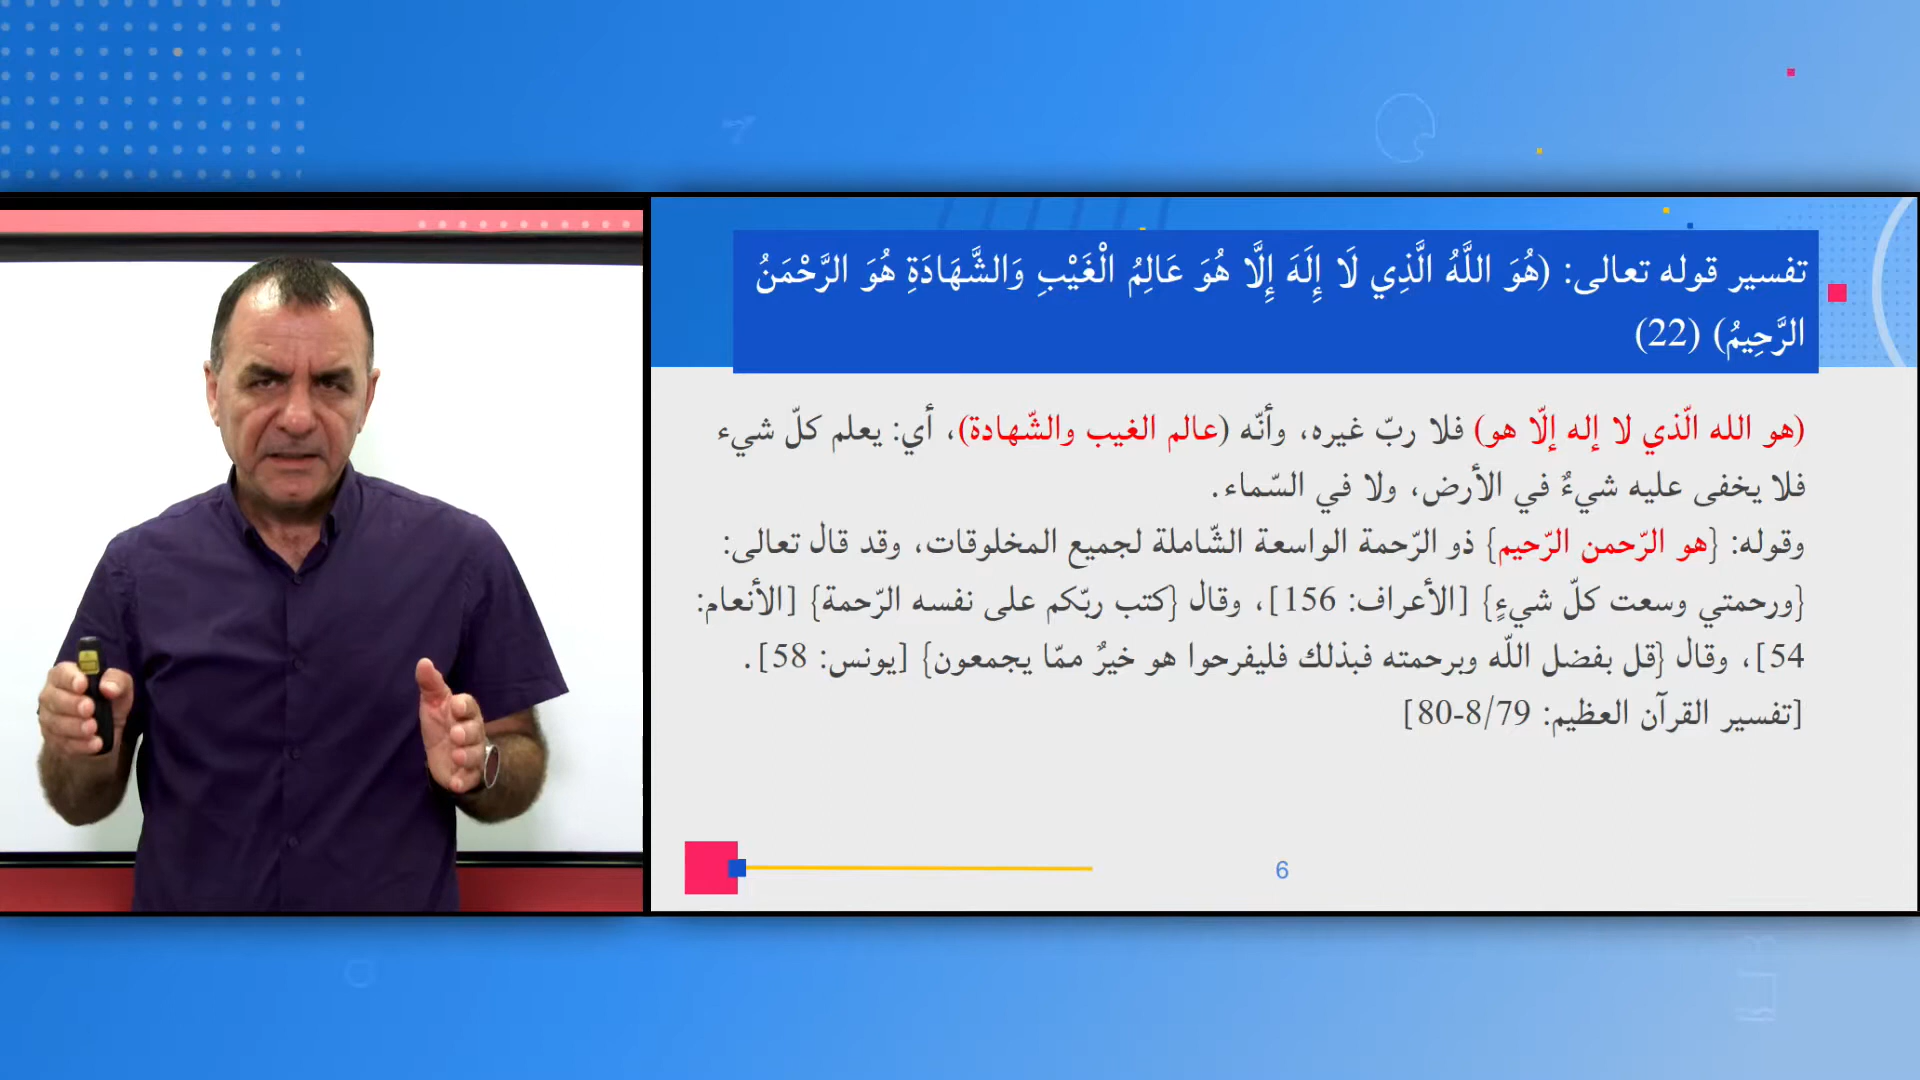 تفسير قوله تعالى: (هُوَ اللَّهُ الَّذِي لَا إِلَهَ إِلَّا هُوَ عَالِمُ الْغَيْبِ وَالشَّهَادَةِ هُوَ الرَّحْمَنُ
الرَّحِيمُ) (22)
(هو الله الّذي لا إله إلّا هو) فلا ربّ غيره، وأنّه (عالم الغيب والشّهادة)، أي: يعلم كلّ شيء
فلا يخفى عليه شيءٌ في الأرض، ولا في السّماء.
وقوله: {هو الرّحمن الرّحيم} ذو الرّحمة الواسعة الشّاملة لجميع المخلوقات، وقد قال تعالى:
{ورحمتي وسعت كلّ شيءٍ} [الأعراف: 156]، وقال {كتب ربّكم على نفسه الرّحمة} [الأنعام:
54]، وقال {قل بفضل اللّه وبرحمته فبذلك فليفرحوا هو خيرٌ ممّا يجمعون} [يونس: 58].
[تفسير القرآن العظيم: 8/79-80]
6